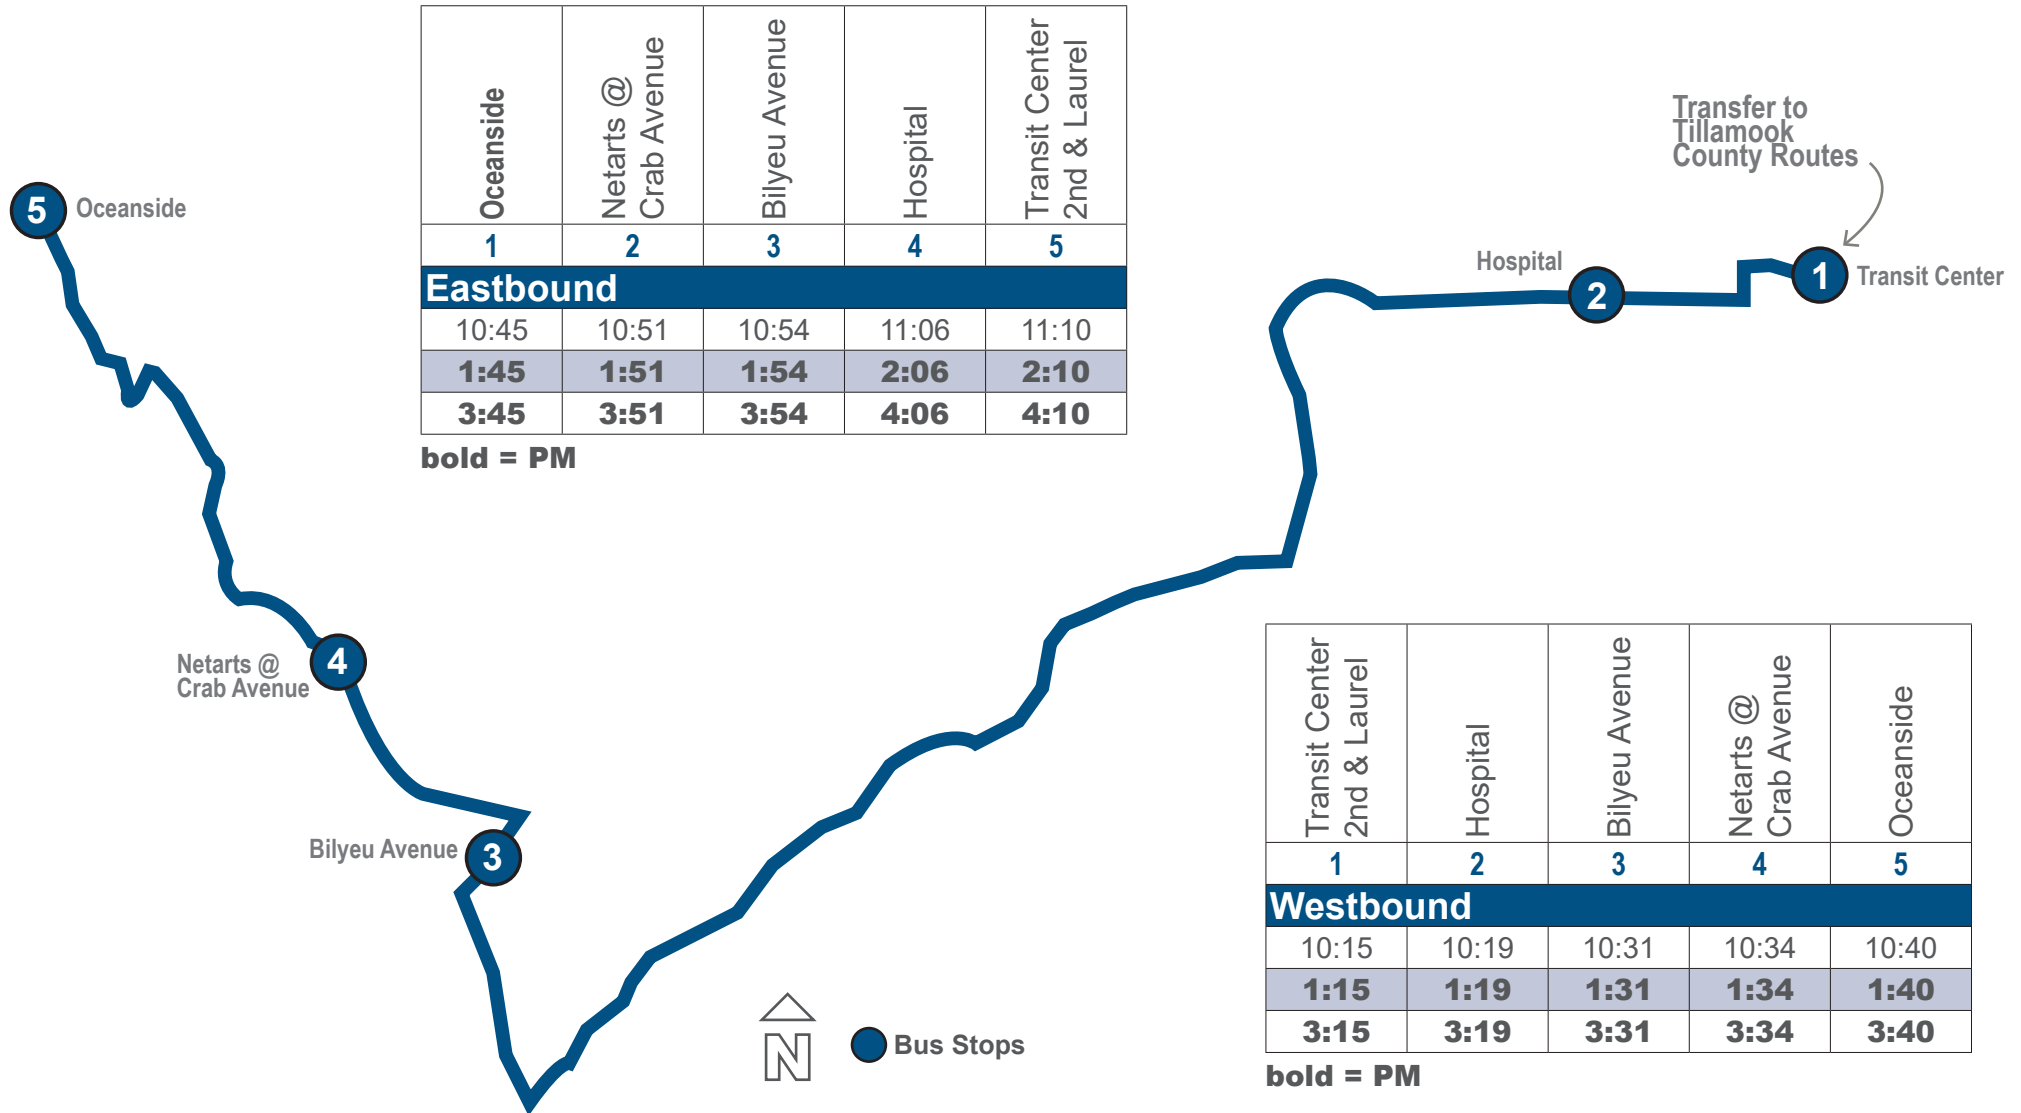 Oceanside
Netarts @
Crab Avenue
Bilyeu Avenue
Hospital
Transit Center
2nd & Laurel
1 2 3 4 5
Eastbound
10:45 10:51 10:54 11:06 11:10
1:45 1:51 1:54 2:06 2:10
3:45 3:51 3:54 4:06 4:10
bold = PM
Transfer to
Tillamook
County Routes
5 Oceanside
Hospital
2
1 Transit Center
Netarts @
Crab Avenue
4
Bilyeu Avenue 3
Transit Center
2nd & Laurel
Hospital
Bilyeu Avenue
Netarts @
Crab Avenue
Oceanside
1 2 3 4 5
Westbound
10:15 10:19 10:31 10:34 10:40
1:15 1:19 1:31 1:34 1:40
3:15 3:19 3:31 3:34 3:40
bold = PM
N
Bus Stops